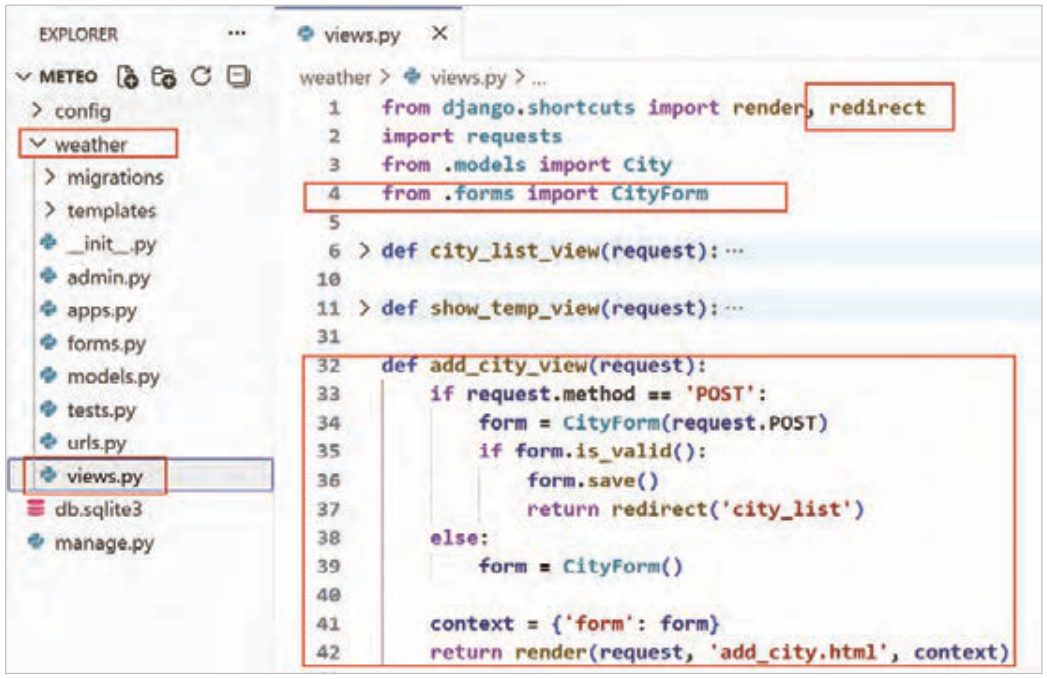 EXPLORER ...
METEO
config
weather
migrations
templates
__init__.py
admin.py
apps.py
forms.py
models.py
tests.py
urls.py
views.py
db.sqlite3
manage.py
views.py ×
weather > views.py > ...
1 from django.shortcuts import render, redirect
2 import requests
3 from .models import City
4 from .forms import CityForm
5
6 > def city_list_view(request): ...
10
11 > def show_temp_view(request): ...
31
32 def add_city_view(request):
33     if request.method == 'POST':
34         form = CityForm(request.POST)
35         if form.is_valid():
36             form.save()
37             return redirect('city_list')
38     else:
39         form = CityForm()
40
41     context = {'form': form}
42     return render(request, 'add_city.html', context)